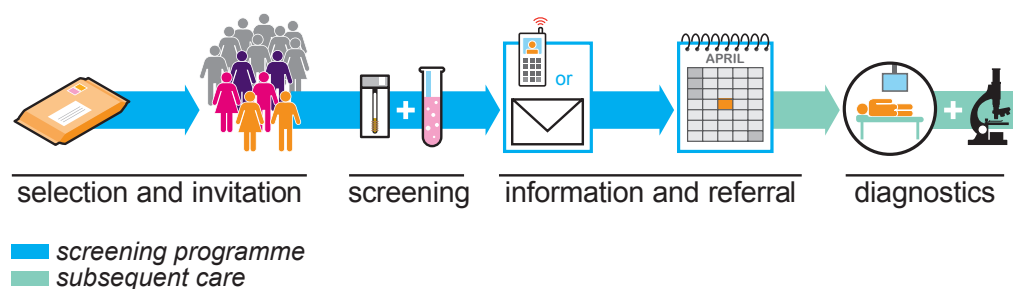 or
APRIL
selection and invitation
screening
information and referral
diagnostics
screening programme
subsequent care